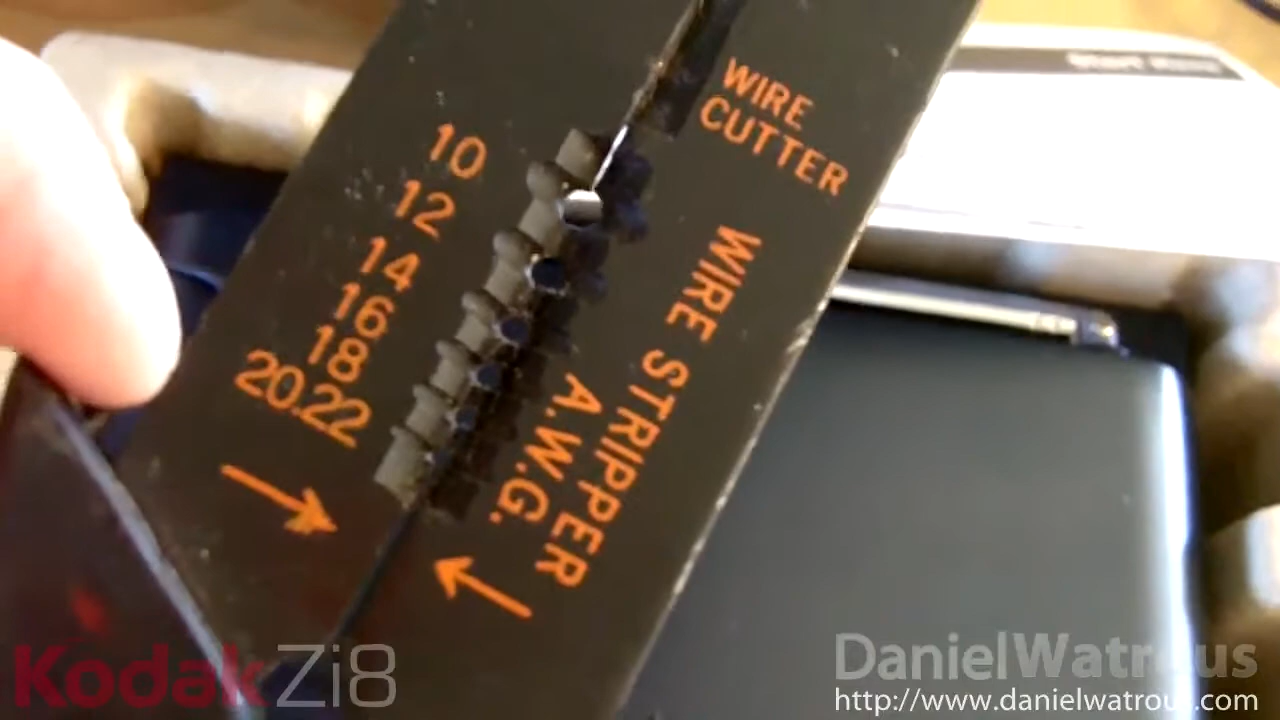 WIRE
CUTTER
10
12
14
16
18
20.22
WIRE STRIPPER
A.W.G.
Kodak Zi8
DanielWatrous
http://www.danielwatrous.com